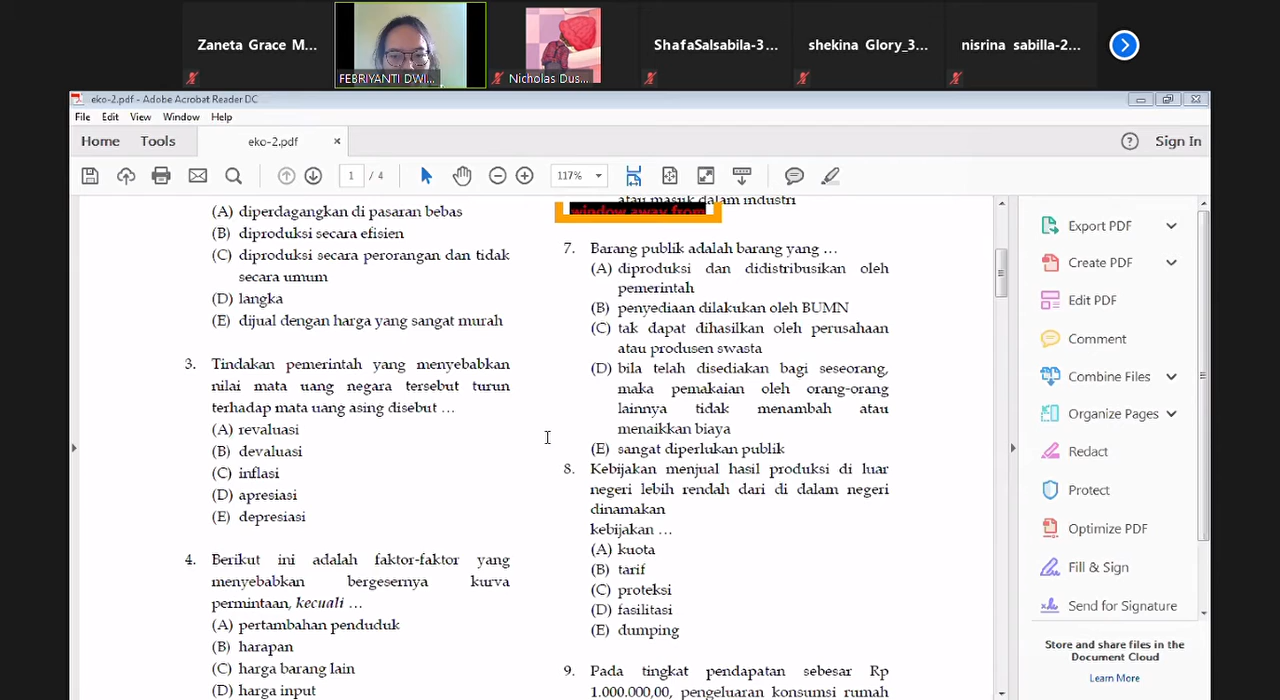 Zaneta Grace M...
FEBRIYANTI DWI...
Nicholas Dus...
ShafaSalsabila-3...
shekina Glory_3...
nisrina sabilla-2...
eko-2.pdf - Adobe Acrobat Reader DC
File Edit View Window Help
Home Tools eko-2.pdf × Sign In
1 / 4 117%
(A) diperdagangkan di pasaran bebas
(B) diproduksi secara efisien
(C) diproduksi secara perorangan dan tidak
secara umum
(D) langka
(E) dijual dengan harga yang sangat murah
3. Tindakan pemerintah yang menyebabkan
nilai mata uang negara tersebut turun
terhadap mata uang asing disebut …
(A) revaluasi
(B) devaluasi
(C) inflasi
(D) apresiasi
(E) depresiasi
4. Berikut ini adalah faktor-faktor yang
menyebabkan bergesernya kurva
permintaan, kecuali …
(A) pertambahan penduduk
(B) harapan
(C) harga barang lain
(D) harga input
atau masuk dalam industri
window away from
7. Barang publik adalah barang yang …
(A) diproduksi dan didistribusikan oleh
pemerintah
(B) penyediaan dilakukan oleh BUMN
(C) tak dapat dihasilkan oleh perusahaan
atau produsen swasta
(D) bila telah disediakan bagi seseorang,
maka pemakaian oleh orang-orang
lainnya tidak menambah atau
menaikkan biaya
(E) sangat diperlukan publik
8. Kebijakan menjual hasil produksi di luar
negeri lebih rendah dari di dalam negeri
dinamakan
kebijakan …
(A) kuota
(B) tarif
(C) proteksi
(D) fasilitasi
(E) dumping
9. Pada tingkat pendapatan sebesar Rp
1.000.000,00, pengeluaran konsumsi rumah
Export PDF
Create PDF
Edit PDF
Comment
Combine Files
Organize Pages
Redact
Protect
Optimize PDF
Fill & Sign
Send for Signature
Store and share files in the
Document Cloud
Learn More